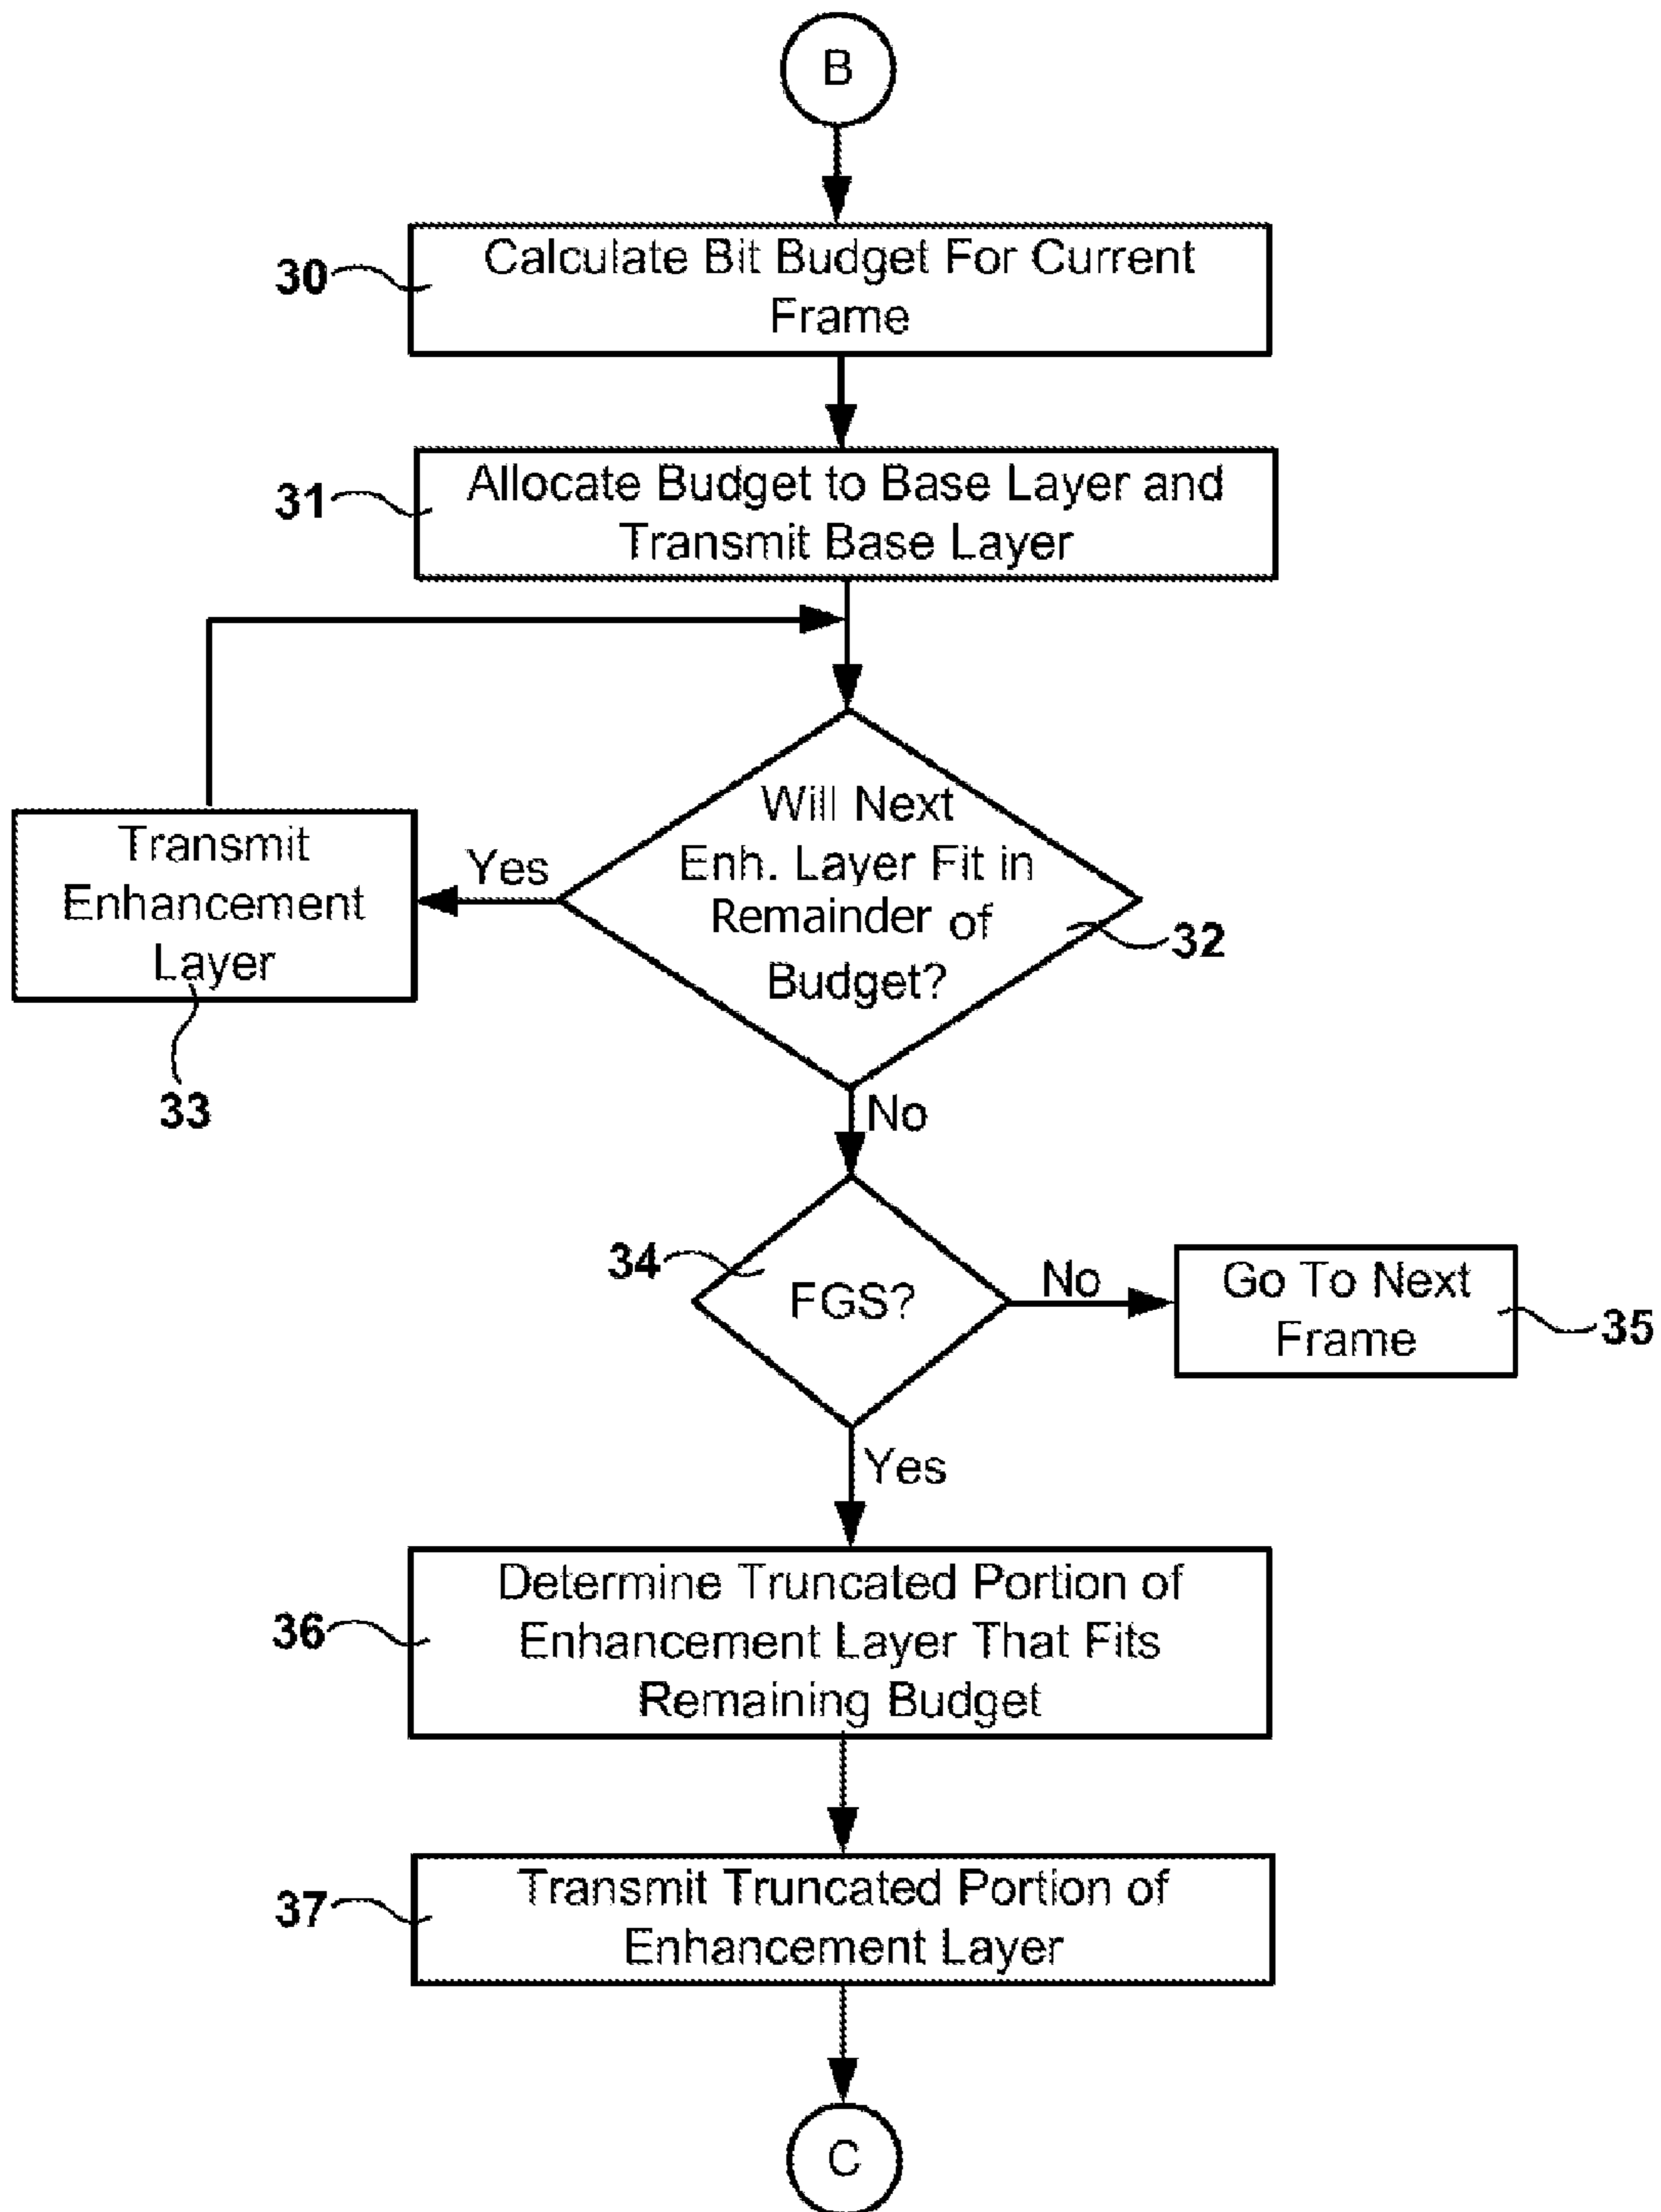 B
Calculate Bit Budget For Current
Frame
30
Allocate Budget to Base Layer and
Transmit Base Layer
31
Will Next
Enh. Layer Fit in
Remainder of
Budget?
32
Yes
Transmit
Enhancement
Layer
33
No
34
FGS?
No
Go To Next
Frame
35
Yes
Determine Truncated Portion of
Enhancement Layer That Fits
Remaining Budget
36
Transmit Truncated Portion of
Enhancement Layer
37
C